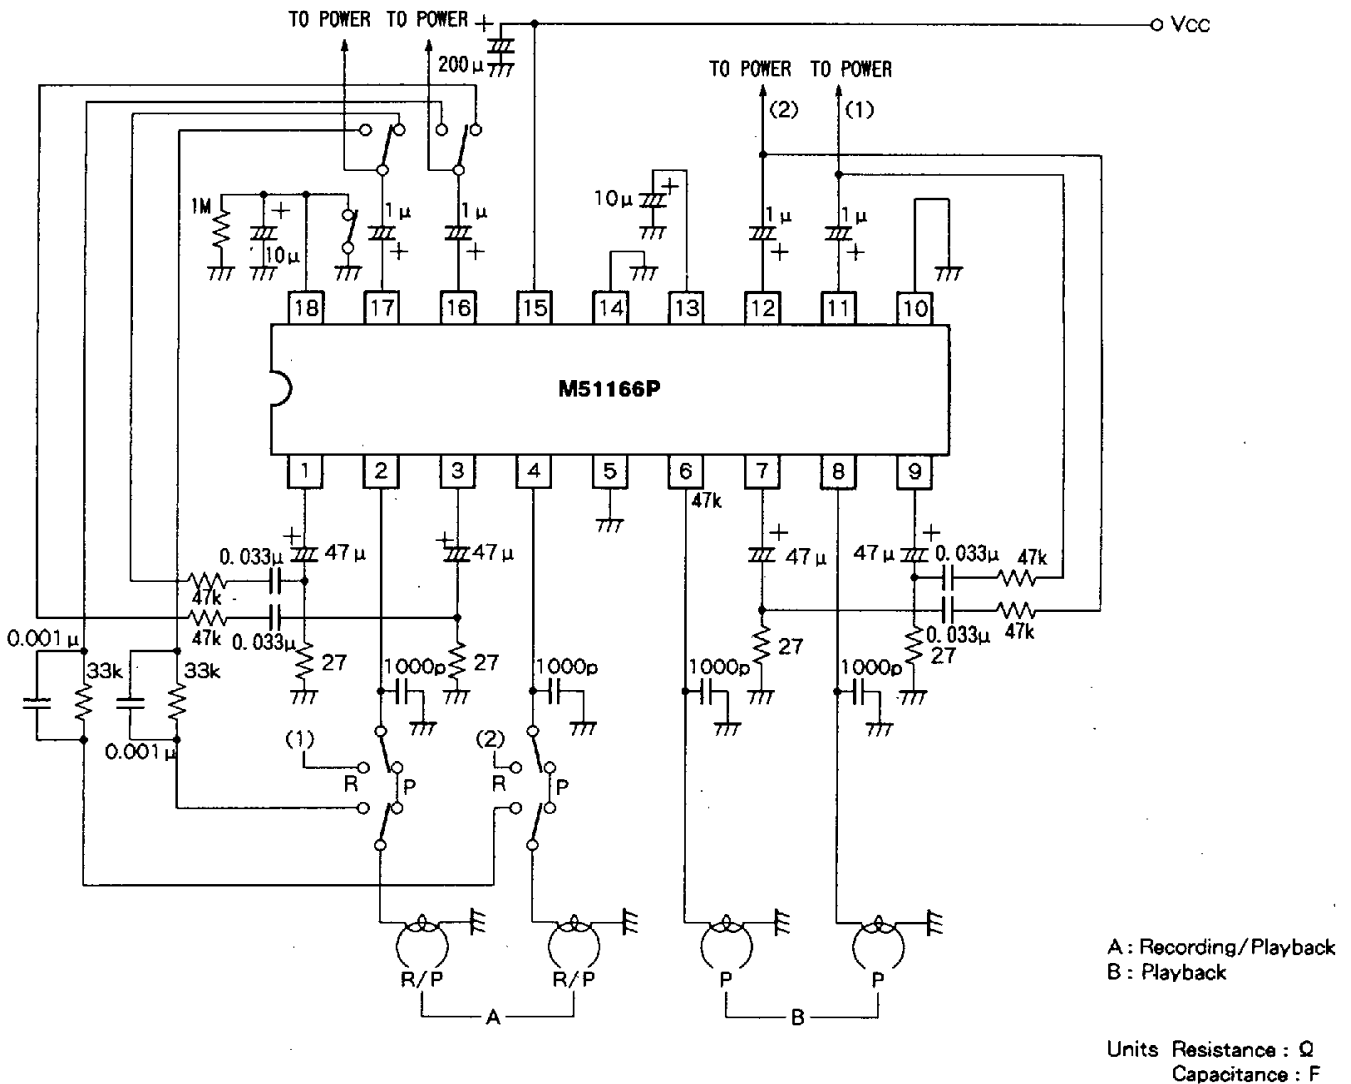 TO POWER TO POWER + VCC
200μ
TO POWER TO POWER
(2) (1)
1M + 1μ 1μ 10μ + 1μ 1μ
10μ + + + +
18 17 16 15 14 13 12 11 10
M51166P
1 2 3 4 5 6 7 8 9
47k
+ 47μ + 47μ + 47μ 47μ +
0.033μ 0.033μ 47k
47k
47k 0.033μ 0.033μ 47k
0.001μ 33k 33k 27 1000p 27 1000p 1000p 27 1000p 27
0.001μ
(1) (2)
R P R P
R/P R/P P P
A B
A : Recording/Playback
B : Playback
Units Resistance : Ω
Capacitance : F